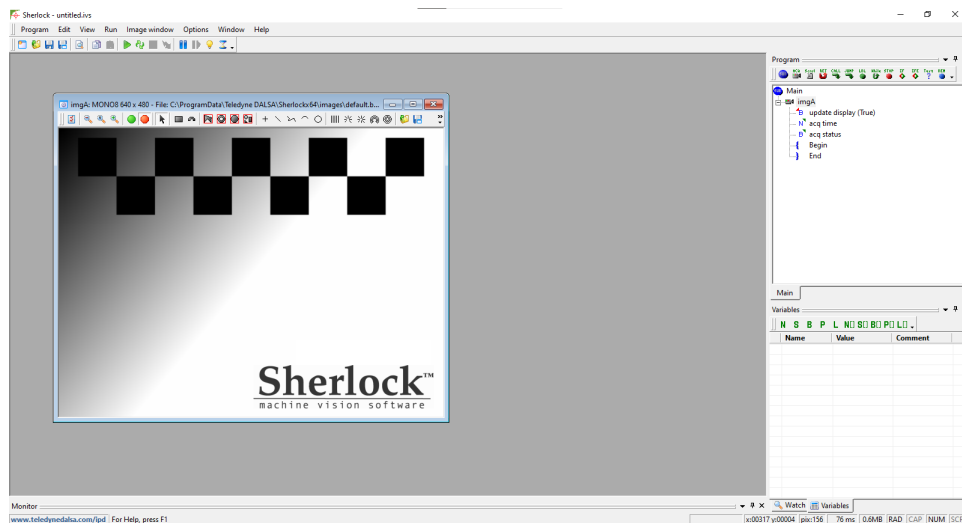 Sherlock - untitled.ivs
Program Edit View Run Image window Options Window Help
Program
Main
imgA
update display (True)
acq time
acq status
Begin
End
imgA: MONO8 640 x 480 - File: C:\ProgramData\Teledyne DALSA\Sherlockx64\images\default.b...
Sherlock™
machine vision software
Main
Variables
N S B P L
Name Value Comment
Monitor
Watch Variables
www.teledynedalsa.com/ipd For Help, press F1
x:00317 y:00004 pix:156 76 ms 0.6MB RAD CAP NUM SCR